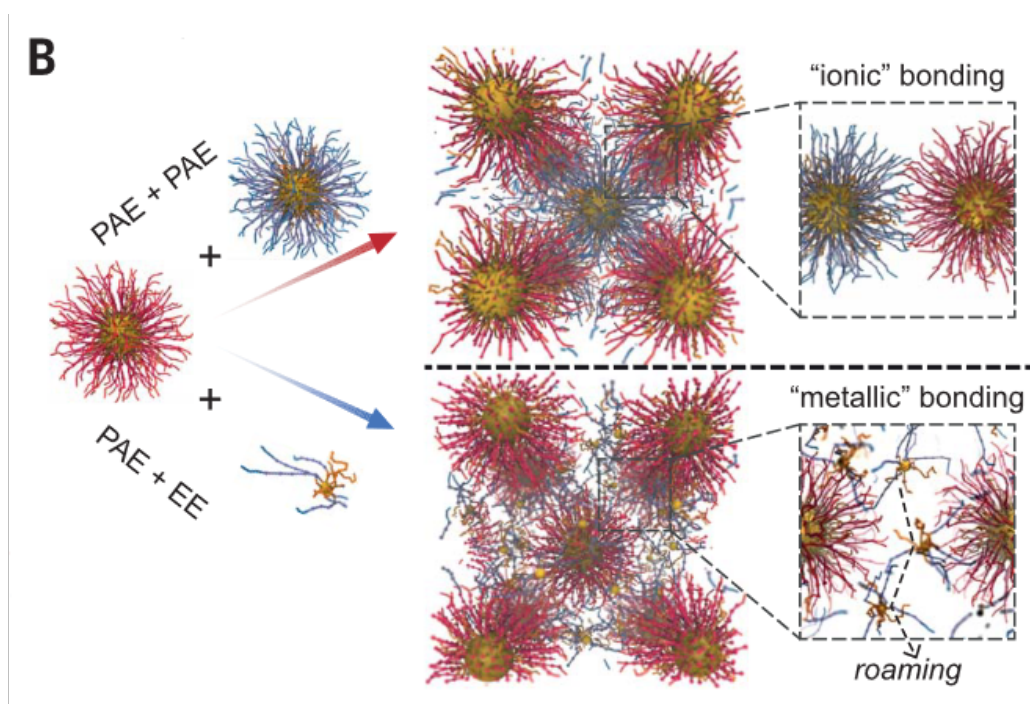 B
PAE + PAE
+
+
PAE + EE
“ionic” bonding
“metallic” bonding
roaming